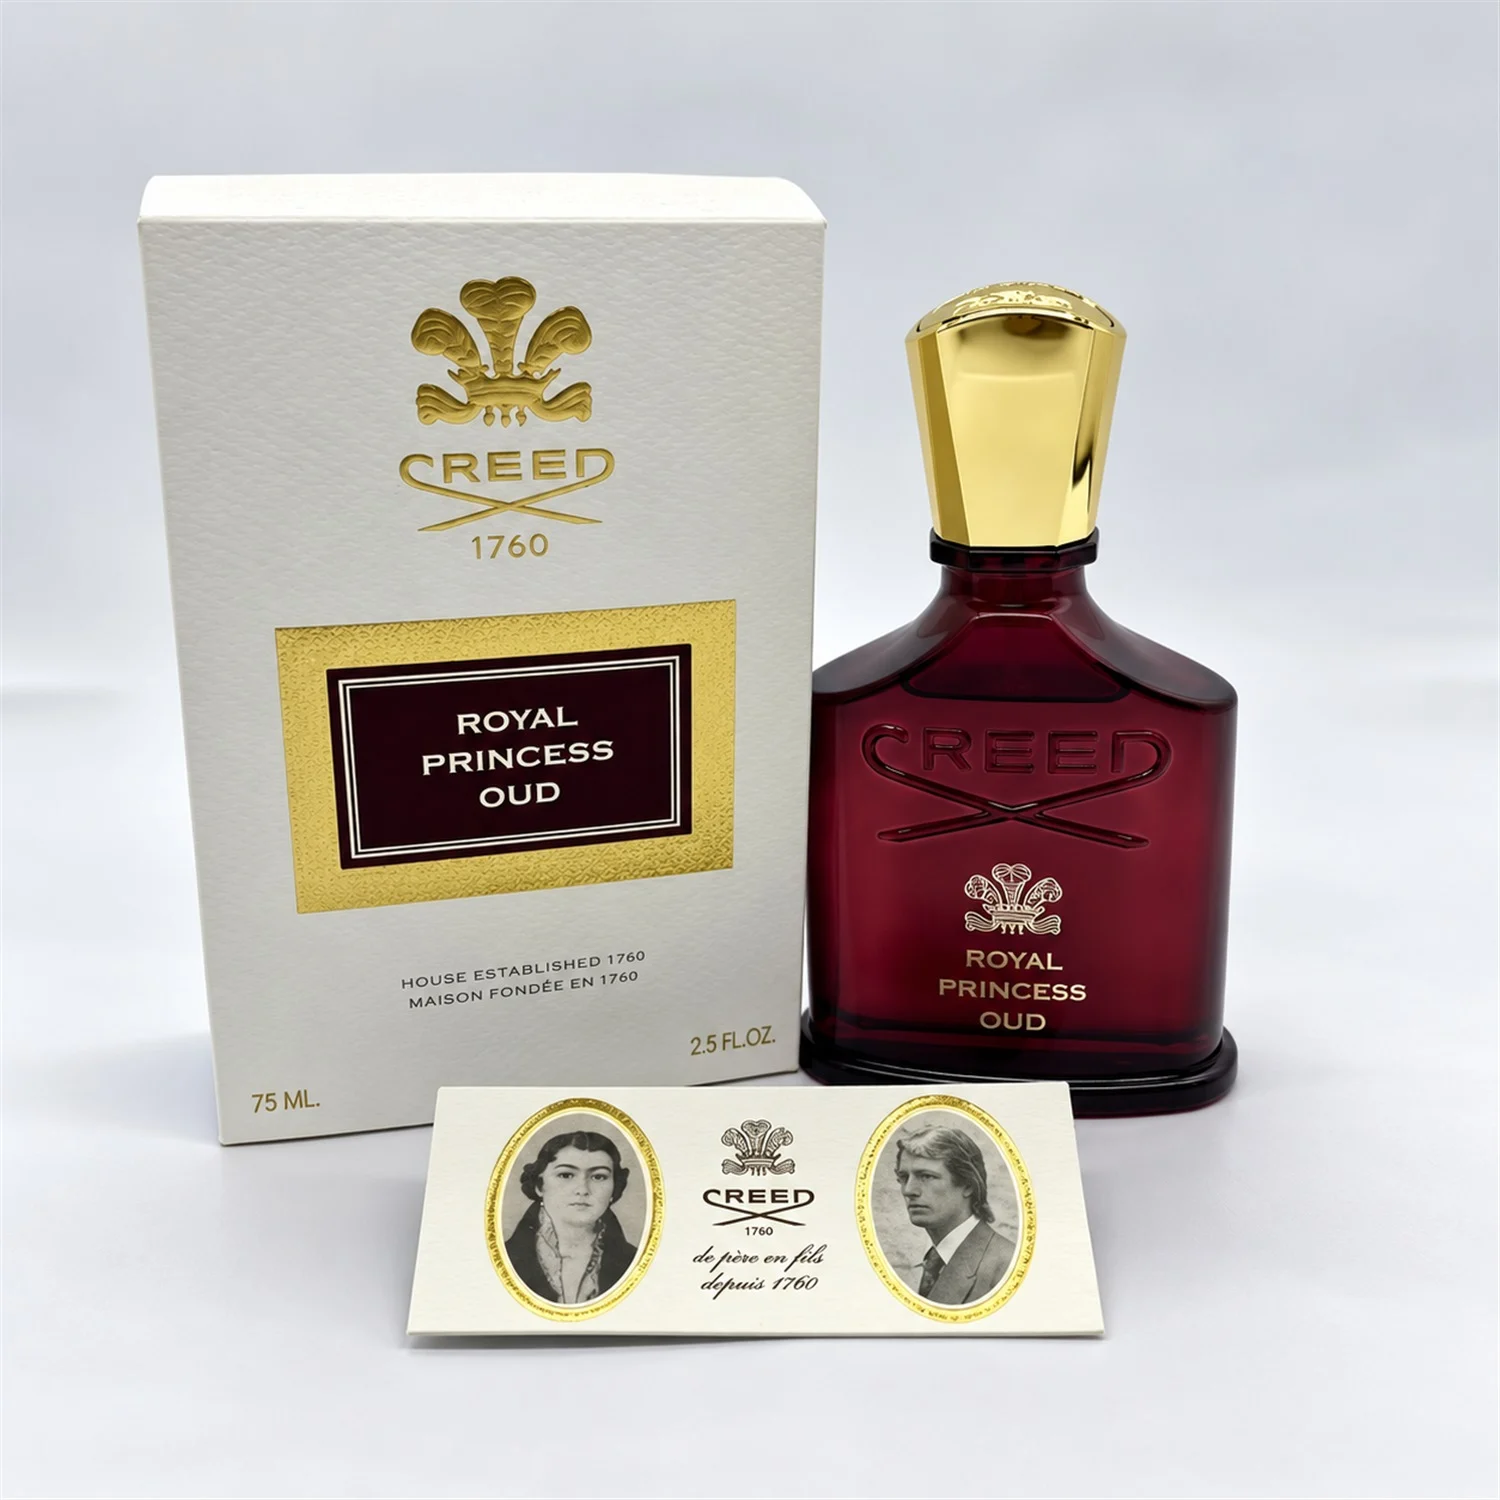 CREED
1760
ROYAL
PRINCESS
OUD
HOUSE ESTABLISHED 1760
MAISON FONDÉE EN 1760
75 ML.
2.5 FL.OZ.
CREED
ROYAL
PRINCESS
OUD
CREED
1760
de père en fils
depuis 1760